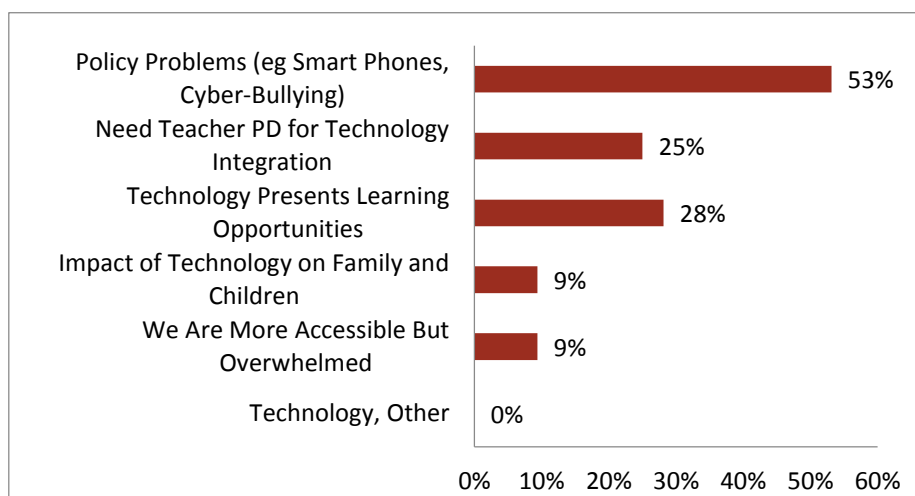 Policy Problems (eg Smart Phones,
Cyber-Bullying)
53%
Need Teacher PD for Technology
Integration
25%
Technology Presents Learning
Opportunities
28%
Impact of Technology on Family and
Children
9%
We Are More Accessible But
Overwhelmed
9%
Technology, Other
0%
0% 10% 20% 30% 40% 50% 60%